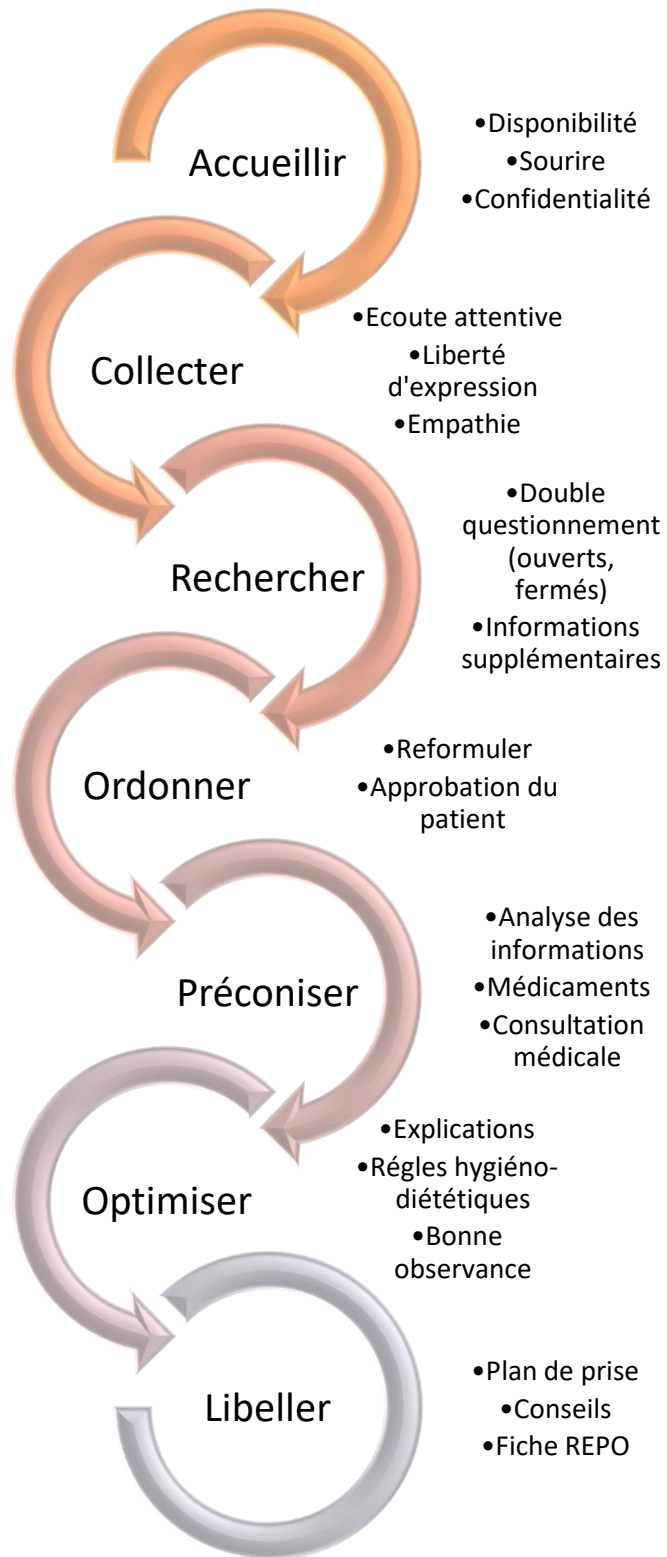 Accueillir
•Disponibilité
•Sourire
•Confidentialité
Collecter
•Ecoute attentive
•Liberté
d'expression
•Empathie
Rechercher
•Double
questionnement
(ouverts,
fermés)
•Informations
supplémentaires
Ordonner
•Reformuler
•Approbation du
patient
Préconiser
•Analyse des
informations
•Médicaments
•Consultation
médicale
Optimiser
•Explications
•Régles hygiéno-
diététiques
•Bonne
observance
Libeller
•Plan de prise
•Conseils
•Fiche REPO